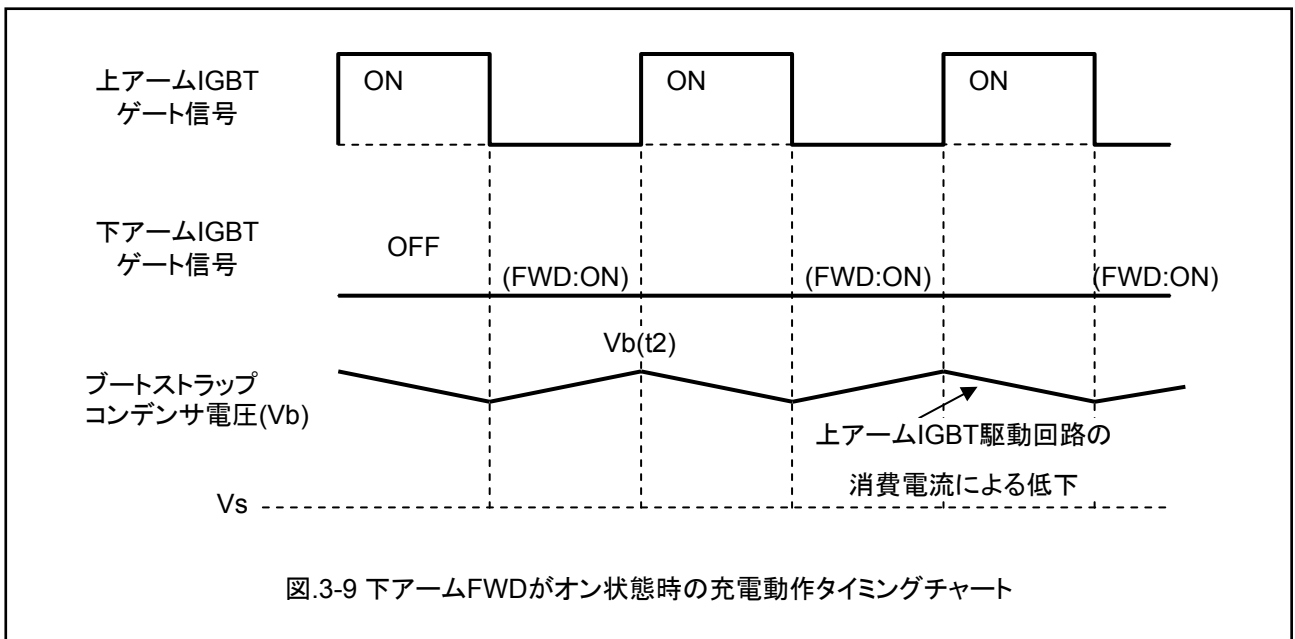 上アームIGBT
ゲート信号
ON
ON
ON
下アームIGBT
ゲート信号
OFF
(FWD:ON)
(FWD:ON)
(FWD:ON)
Vb(t2)
ブートストラップ
コンデンサ電圧(Vb)
上アームIGBT駆動回路の
消費電流による低下
Vs
図.3-9 下アームFWDがオン状態時の充電動作タイミングチャート